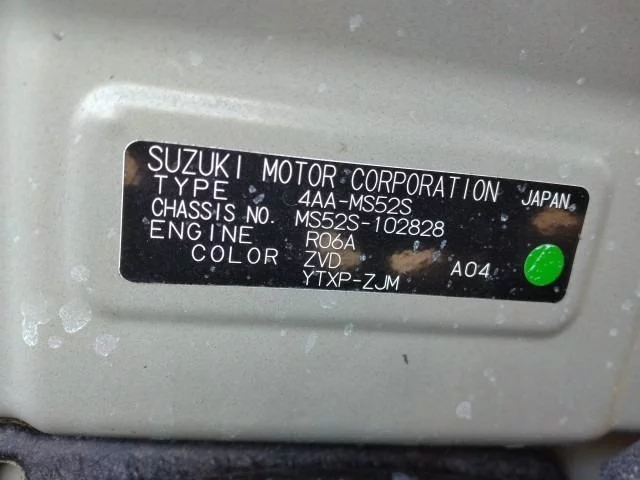 SUZUKI MOTOR CORPORATION JAPAN
TYPE 4AA-MS52S
CHASSIS NO. MS52S-102828
ENGINE R06A
COLOR ZVD A04
YTXP-ZJM